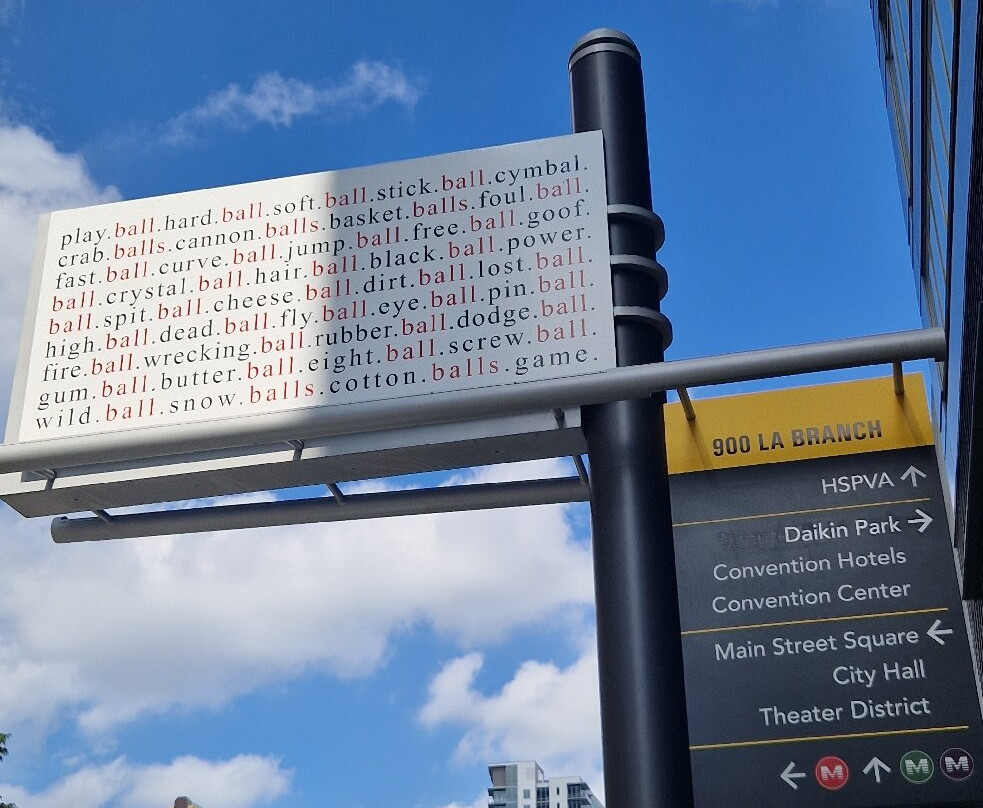 play.ball.hard.ball.soft.ball.stick.ball.cymbal.
crab.balls.cannon.balls.basket.balls.foul.ball.
fast.ball.curve.ball.jump.ball.free.ball.goof.
ball.crystal.ball.hair.ball.black.ball.power.
ball.spit.ball.cheese.ball.dirt.ball.lost.ball.
high.ball.dead.ball.fly.ball.eye.ball.pin.ball.
fire.ball.wrecking.ball.rubber.ball.dodge.ball.
gum.ball.butter.ball.eight.ball.screw.ball.
wild.ball.snow.balls.cotton.balls.game.
900 LA BRANCH
HSPVA ↑
Daikin Park →
Convention Hotels
Convention Center
Main Street Square ←
City Hall
Theater District
← M ↑ M M